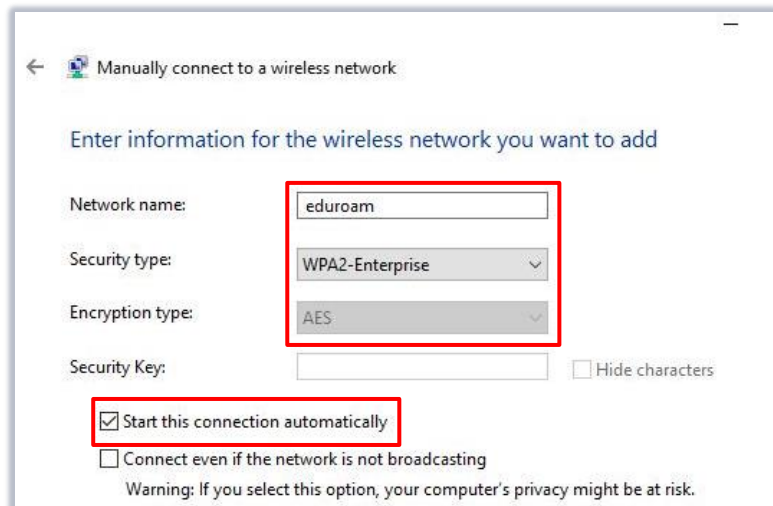 Manually connect to a wireless network
Enter information for the wireless network you want to add
Network name: eduroam
Security type: WPA2-Enterprise
Encryption type: AES
Security Key: Hide characters
Start this connection automatically
Connect even if the network is not broadcasting
Warning: If you select this option, your computer's privacy might be at risk.